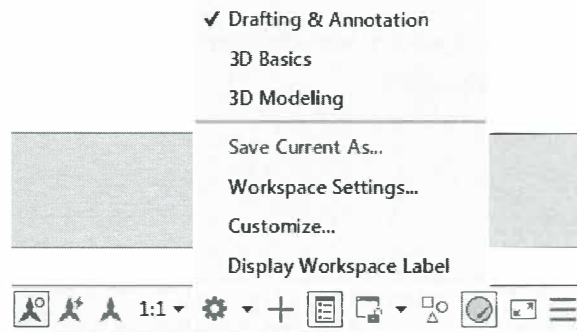 Drafting & Annotation
3D Basics
3D Modeling
Save Current As...
Workspace Settings...
Customize...
Display Workspace Label
1:1